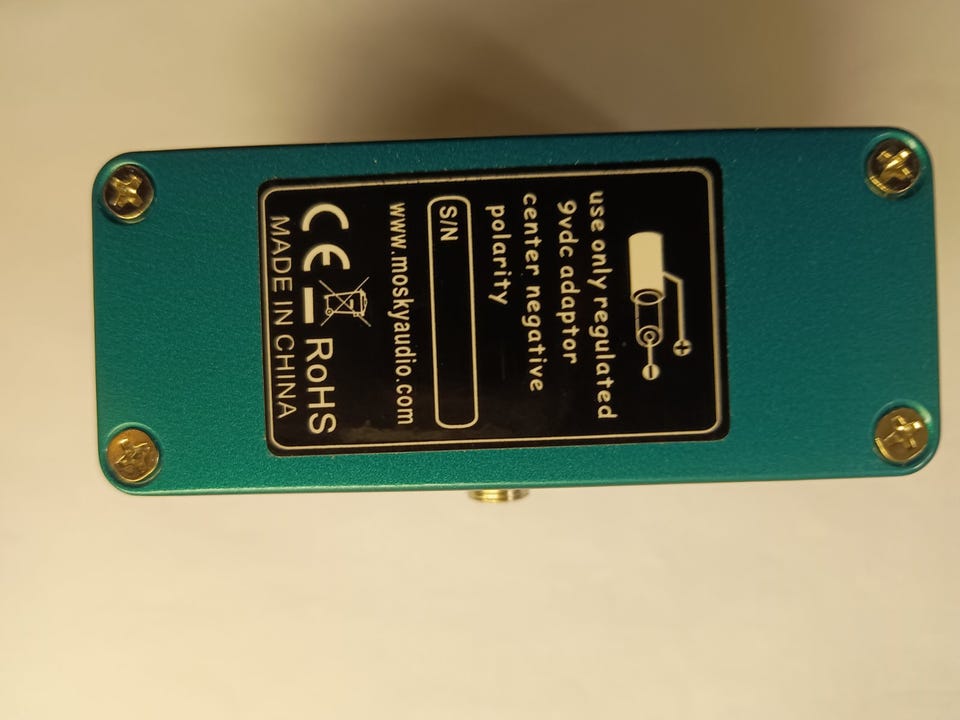 use only regulated
9vdc adaptor
center negative
polarity
S/N
www.moskyaudio.com
CE RoHS
MADE IN CHINA